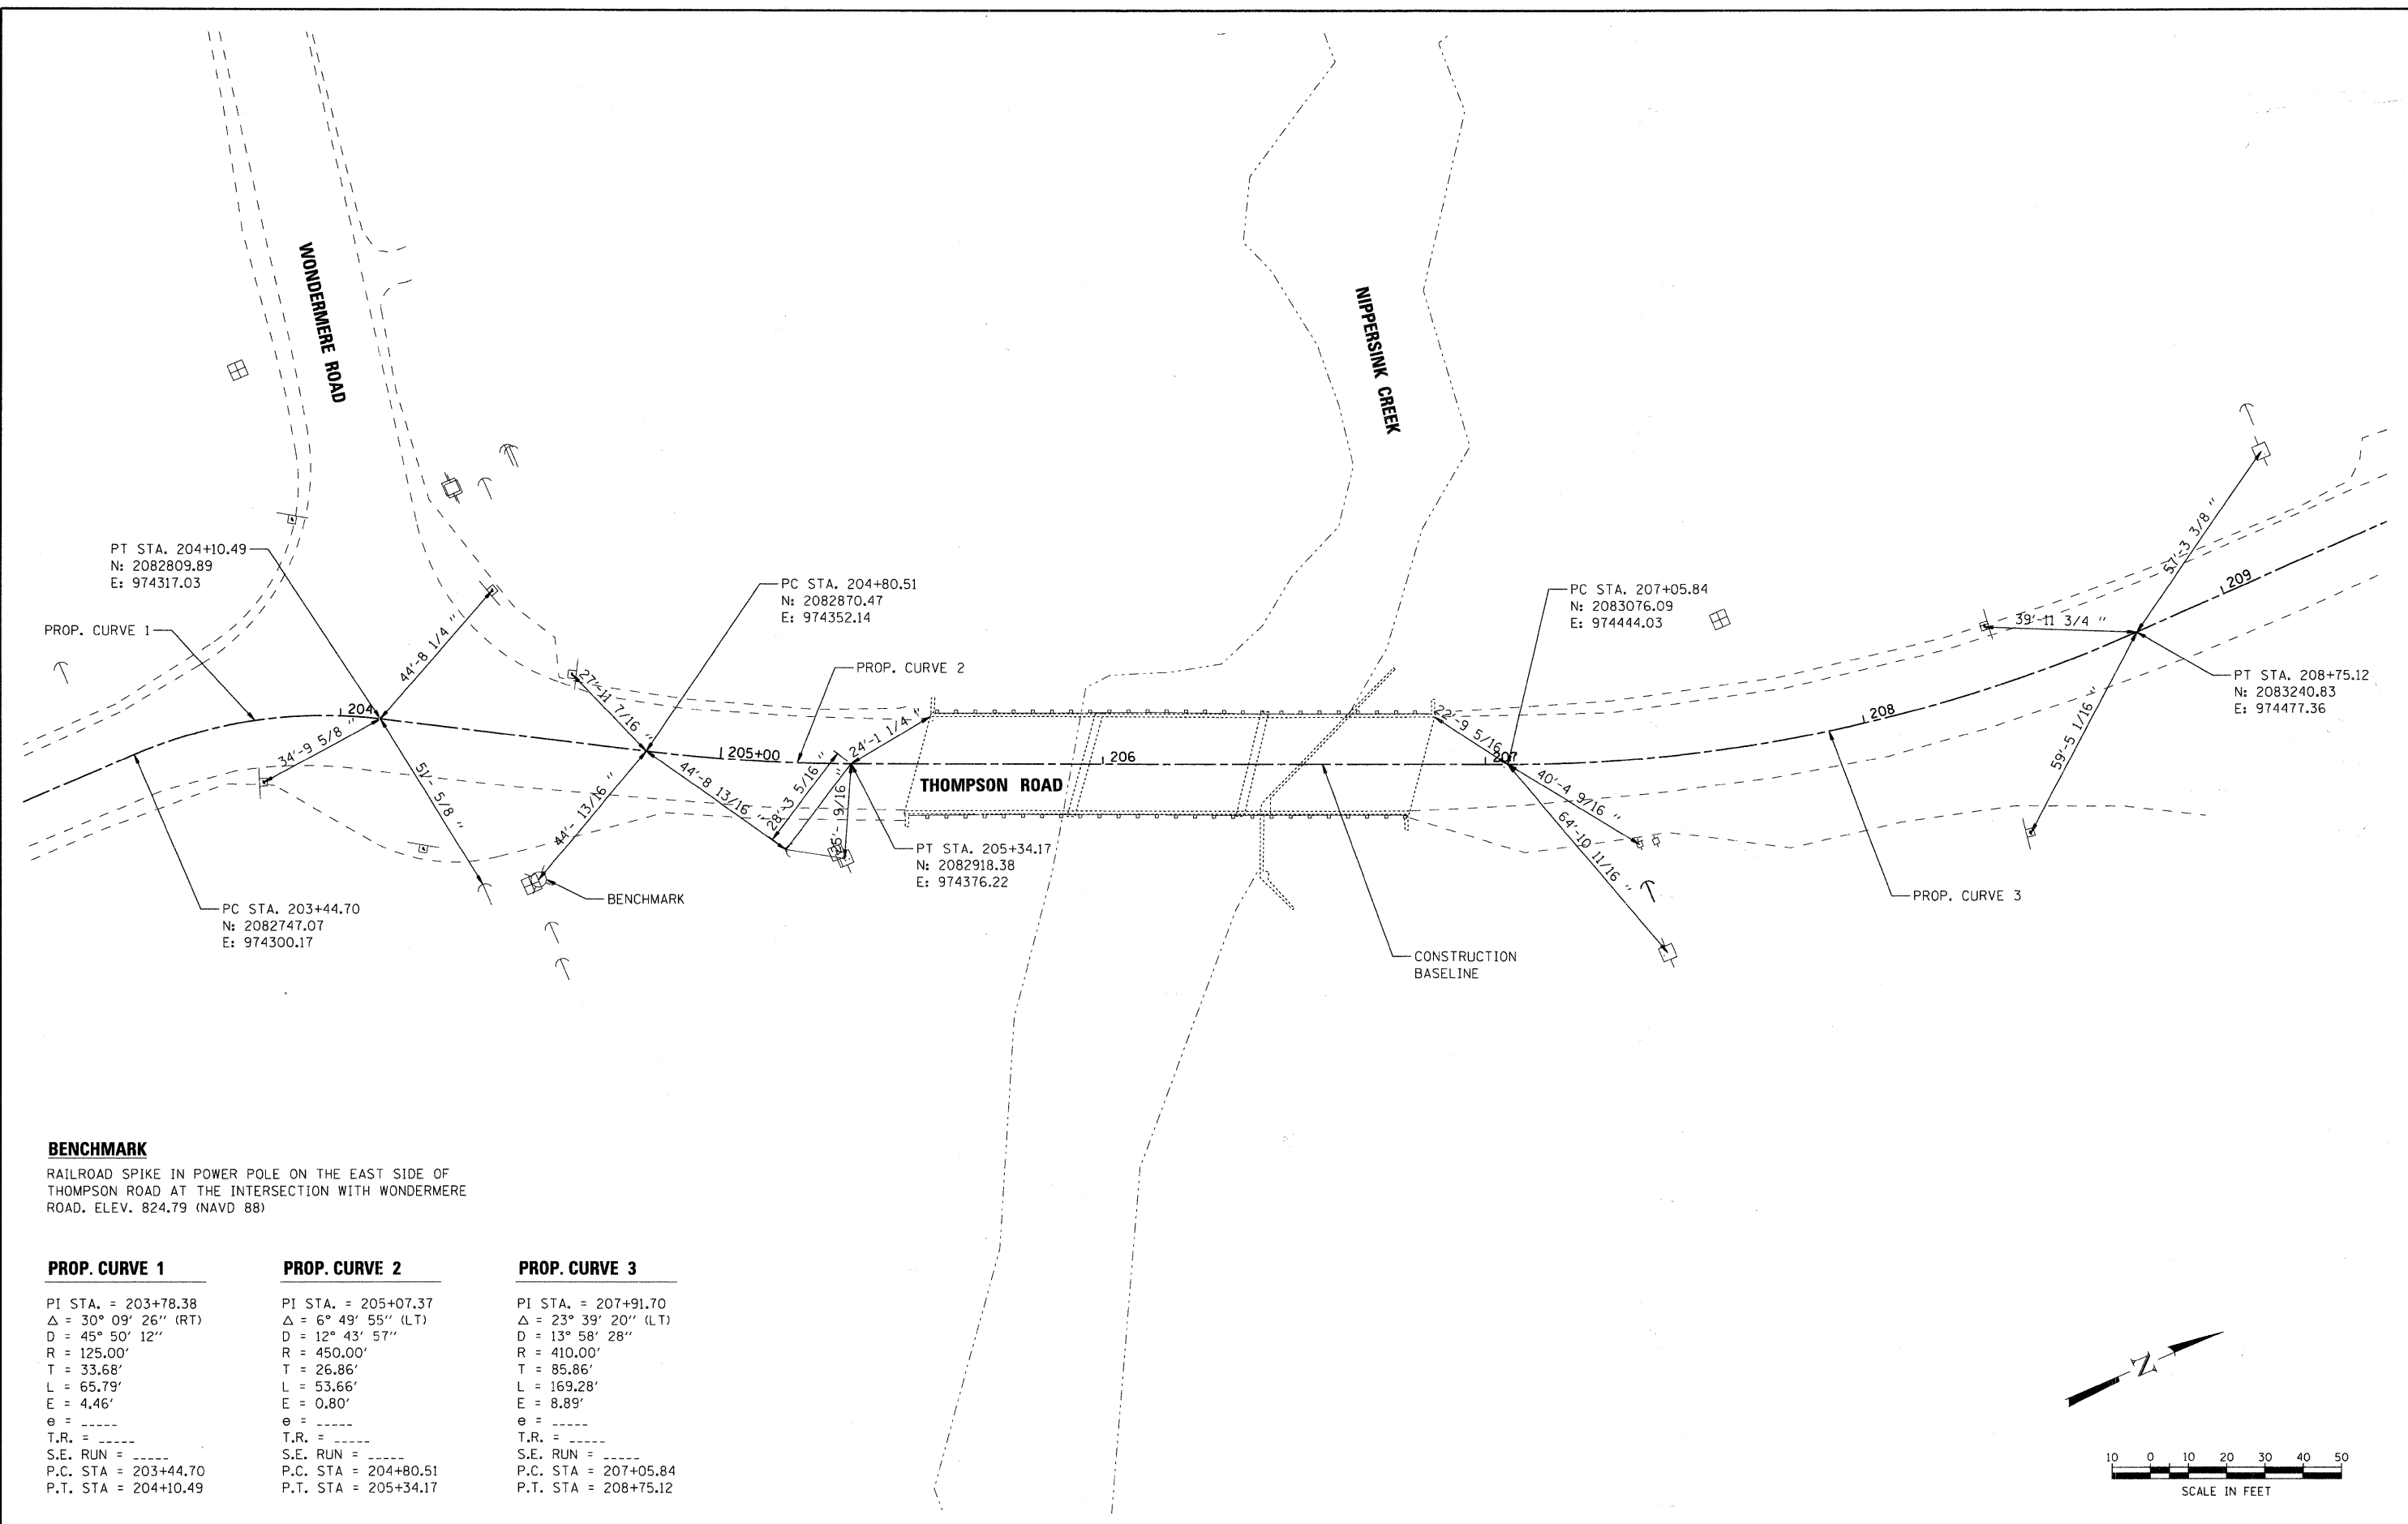 WONDERMERE ROAD
NIPPERSINK CREEK
PT STA. 204+10.49
N: 2082809.89
E: 974317.03
PROP. CURVE 1
PC STA. 204+80.51
N: 2082870.47
E: 974352.14
PROP. CURVE 2
PC STA. 207+05.84
N: 2083076.09
E: 974444.03
PT STA. 208+75.12
N: 2083240.83
E: 974477.36
44'-8 1/4 "
27'-11 7/16 "
34'-9 5/8 "
51'- 5/8 "
44'- 13/16 "
44'-8 13/16 "
28'-3 5/16 "
24'-1 1/4 "
9/16 "
22'-9 5/16 "
40'-4 9/16 "
64'-10 11/16 "
39'-11 3/4 "
57'-3 3/8 "
59'-5 1/16 "
204
205+00
206
207
208
209
THOMPSON ROAD
PT STA. 205+34.17
N: 2082918.38
E: 974376.22
BENCHMARK
PC STA. 203+44.70
N: 2082747.07
E: 974300.17
CONSTRUCTION
BASELINE
PROP. CURVE 3
BENCHMARK
RAILROAD SPIKE IN POWER POLE ON THE EAST SIDE OF
THOMPSON ROAD AT THE INTERSECTION WITH WONDERMERE
ROAD. ELEV. 824.79 (NAVD 88)
PROP. CURVE 1
PI STA. = 203+78.38
Δ = 30° 09' 26" (RT)
D = 45° 50' 12"
R = 125.00'
T = 33.68'
L = 65.79'
E = 4.46'
e = _____
T.R. = _____
S.E. RUN = _____
P.C. STA = 203+44.70
P.T. STA = 204+10.49
PROP. CURVE 2
PI STA. = 205+07.37
Δ = 6° 49' 55" (LT)
D = 12° 43' 57"
R = 450.00'
T = 26.86'
L = 53.66'
E = 0.80'
e = _____
T.R. = _____
S.E. RUN = _____
P.C. STA = 204+80.51
P.T. STA = 205+34.17
PROP. CURVE 3
PI STA. = 207+91.70
Δ = 23° 39' 20" (LT)
D = 13° 58' 28"
R = 410.00'
T = 85.86'
L = 169.28'
E = 8.89'
e = _____
T.R. = _____
S.E. RUN = _____
P.C. STA = 207+05.84
P.T. STA = 208+75.12
N
10 0 10 20 30 40 50
SCALE IN FEET